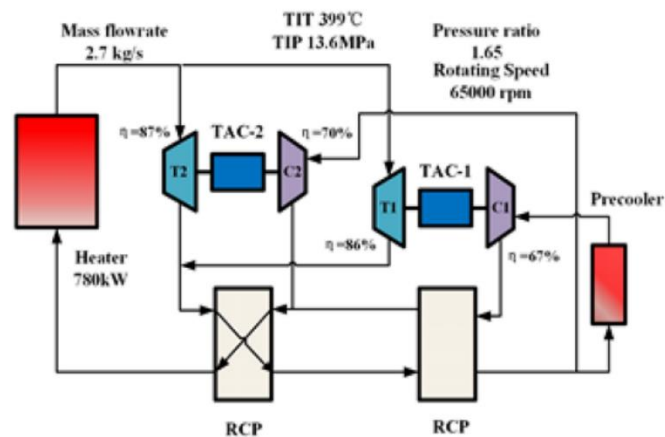 Mass flowrate
2.7 kg/s
TIT 399℃
TIP 13.6MPa
Pressure ratio
1.65
Rotating Speed
65000 rpm
η=87%
TAC-2
η=70%
T2
C2
TAC-1
T1
C1
Precooler
Heater
780kW
η=86%
η=67%
RCP
RCP